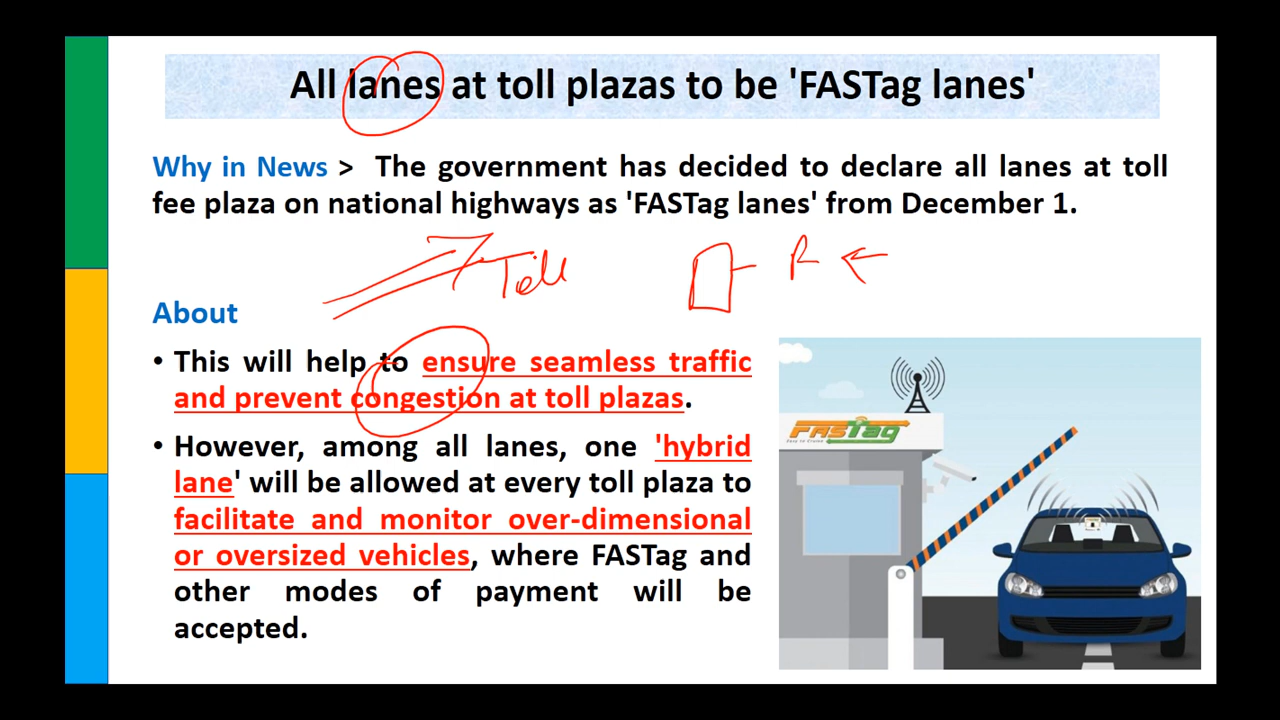 All lanes at toll plazas to be 'FASTag lanes'
Why in News > The government has decided to declare all lanes at toll
fee plaza on national highways as 'FASTag lanes' from December 1.
Toll R
About
• This will help to ensure seamless traffic
and prevent congestion at toll plazas.
• However, among all lanes, one 'hybrid
lane' will be allowed at every toll plaza to
facilitate and monitor over-dimensional
or oversized vehicles, where FASTag and
other modes of payment will be
accepted.
FASTag